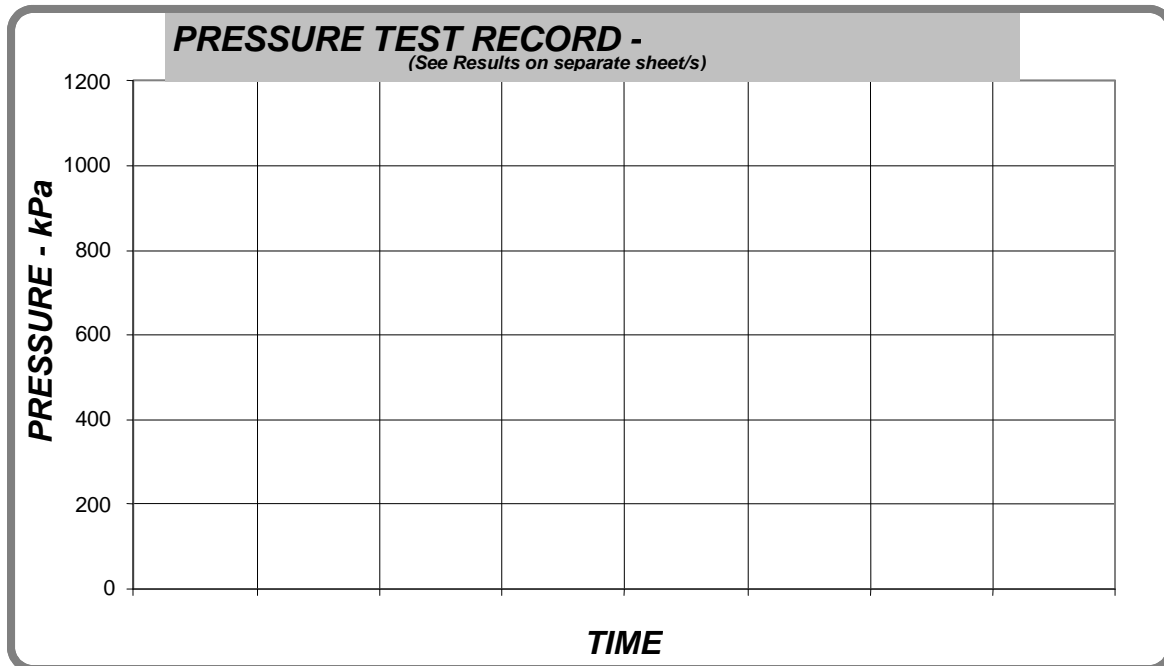 PRESSURE TEST RECORD -
(See Results on separate sheet/s)
PRESSURE - kPa
1200
1000
800
600
400
200
0
TIME